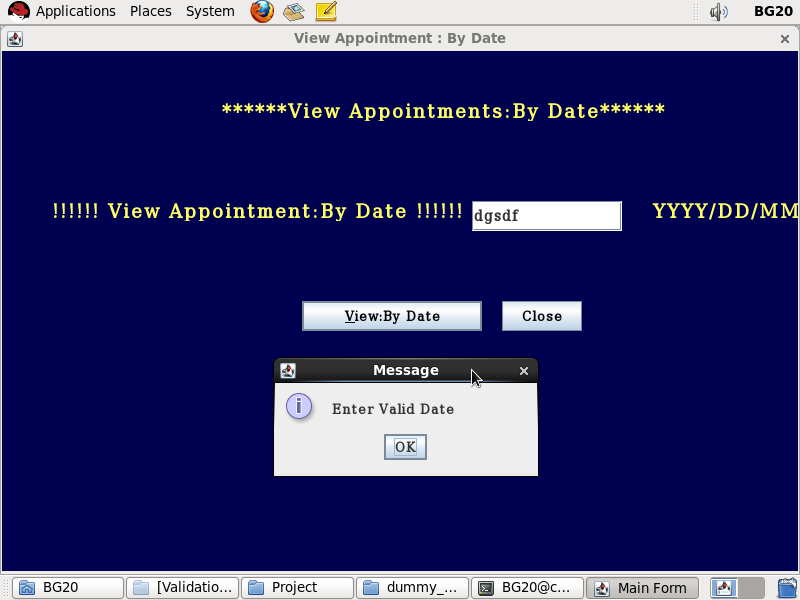 Applications Places System BG20
View Appointment : By Date
******View Appointments:By Date******
!!!!!! View Appointment:By Date !!!!!! dgsdf YYYY/DD/MM
View:By Date Close
Message
Enter Valid Date
OK
BG20 [Validatio... Project dummy_... BG20@c... Main Form